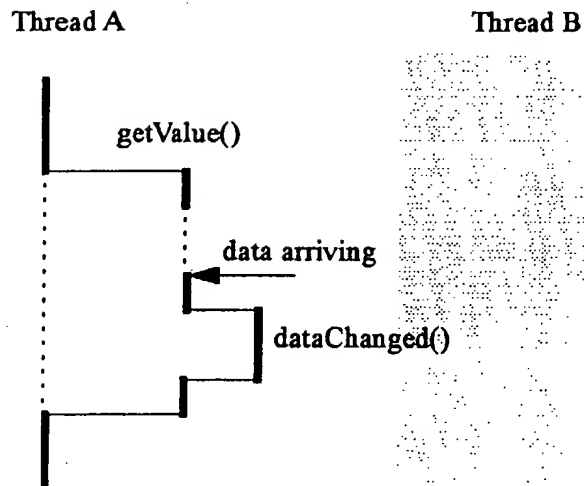 Thread A
Thread B
getValue()
data arriving
dataChanged()